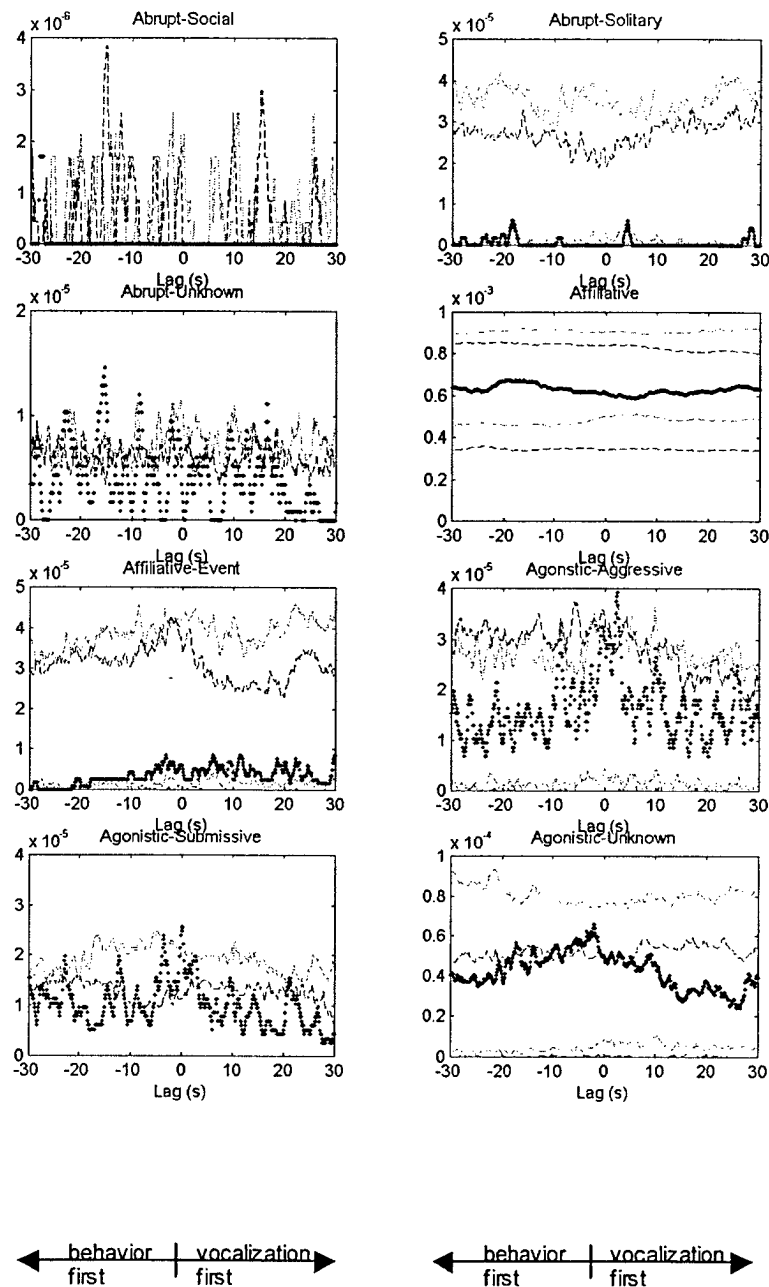 x 10-6
Abrupt-Social
4
3
2
1
0
-30 -20 -10 0 10 20 30
Lag (s)
x 10-5
Abrupt-Solitary
5
4
3
2
1
0
-30 -20 -10 0 10 20 30
Lag (s)
x 10-5
Abrupt-Unknown
2
1
0
-30 -20 -10 0 10 20 30
Lag (s)
x 10-3
Affiliative
1
0.8
0.6
0.4
0.2
0
-30 -20 -10 0 10 20 30
Lag (s)
x 10-5
Affiliative-Event
5
4
3
2
1
0
-30 -20 -10 0 10 20 30
Lag (s)
x 10-5
Agonstic-Aggressive
4
3
2
1
0
-30 -20 -10 0 10 20 30
Lag (s)
x 10-5
Agonistic-Submissive
4
3
2
1
0
-30 -20 -10 0 10 20 30
Lag (s)
x 10-4
Agonistic-Unknown
1
0.8
0.6
0.4
0.2
0
-30 -20 -10 0 10 20 30
Lag (s)
behavior vocalization
first first
behavior vocalization
first first